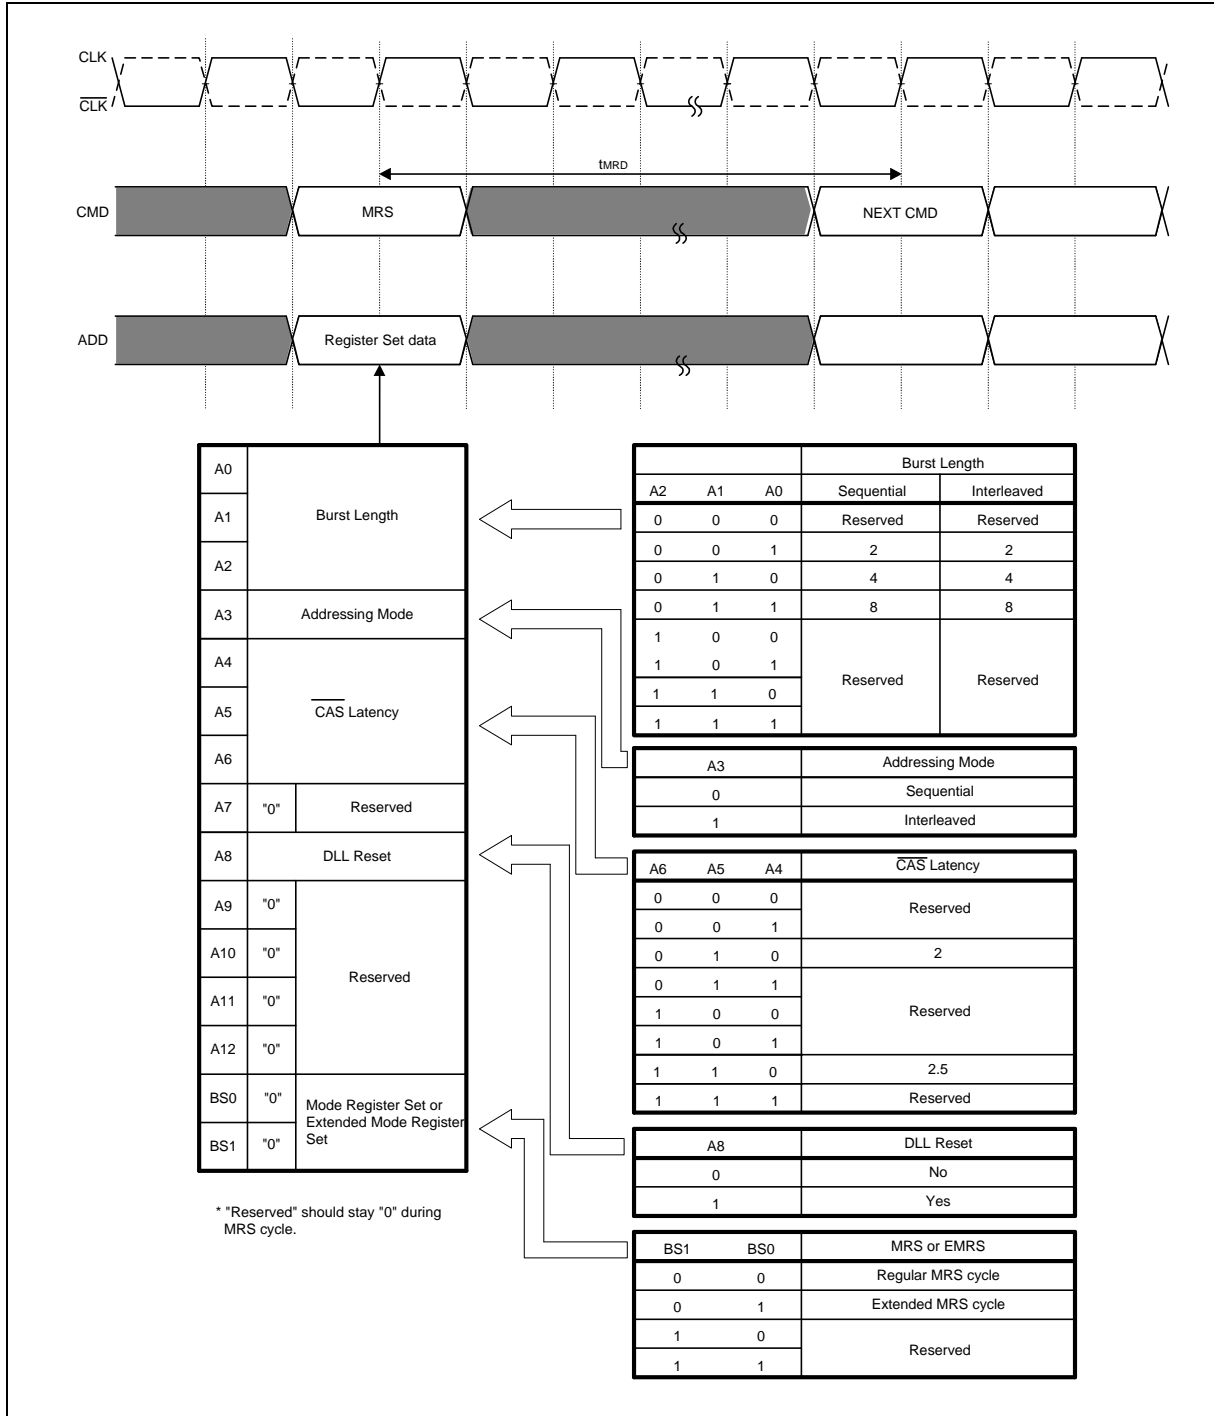 CLK
CLK
tMRD
CMD
MRS
NEXT CMD
ADD
Register Set data
A0
A1
A2
Burst Length
A3
Addressing Mode
A4
A5
A6
CAS Latency
A7
"0"
Reserved
A8
DLL Reset
A9
"0"
A10
"0"
A11
"0"
A12
"0"
Reserved
BS0
"0"
BS1
"0"
Mode Register Set or
Extended Mode Register
Set
* "Reserved" should stay "0" during
MRS cycle.
Burst Length
A2 A1 A0 Sequential Interleaved
0 0 0 Reserved Reserved
0 0 1 2 2
0 1 0 4 4
0 1 1 8 8
1 0 0
1 0 1
Reserved Reserved
1 1 0
1 1 1
A3 Addressing Mode
0 Sequential
1 Interleaved
A6 A5 A4 CAS Latency
0 0 0
Reserved
0 0 1
0 1 0 2
0 1 1
1 0 0 Reserved
1 0 1
1 1 0 2.5
1 1 1 Reserved
A8 DLL Reset
0 No
1 Yes
BS1 BS0 MRS or EMRS
0 0 Regular MRS cycle
0 1 Extended MRS cycle
1 0
Reserved
1 1